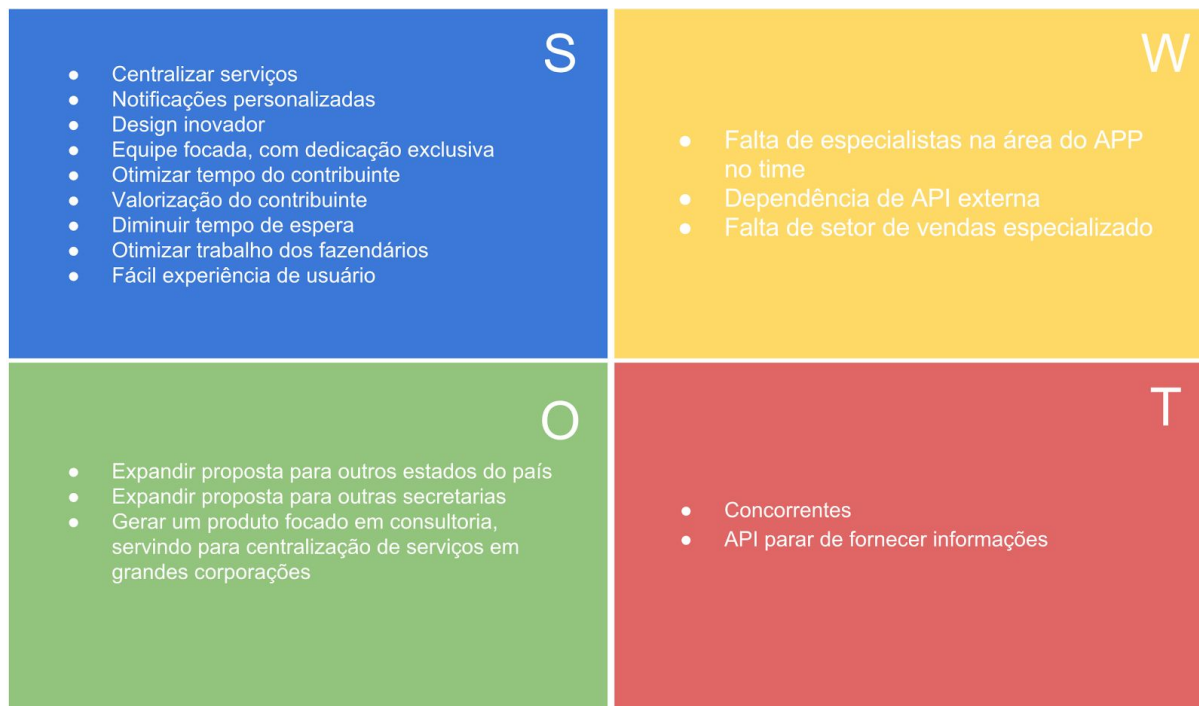 S
● Centralizar serviços
● Notificações personalizadas
● Design inovador
● Equipe focada, com dedicação exclusiva
● Otimizar tempo do contribuinte
● Valorização do contribuinte
● Diminuir tempo de espera
● Otimizar trabalho dos fazendários
● Fácil experiência de usuário
W
● Falta de especialistas na área do APP
no time
● Dependência de API externa
● Falta de setor de vendas especializado
O
● Expandir proposta para outros estados do país
● Expandir proposta para outras secretarias
● Gerar um produto focado em consultoria,
servindo para centralização de serviços em
grandes corporações
T
● Concorrentes
● API parar de fornecer informações